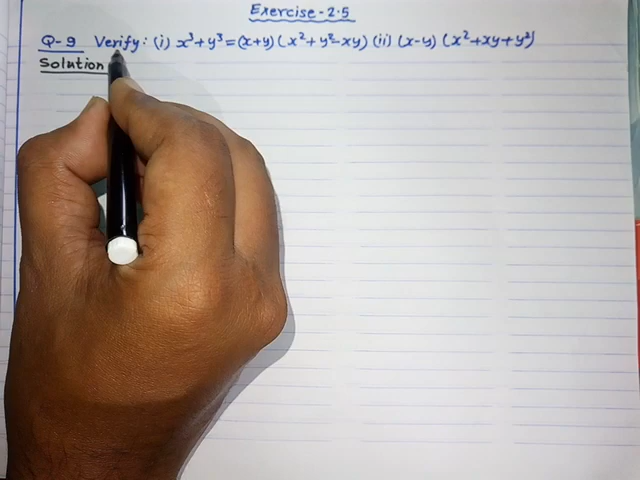 Exercise-2.5
Q-9 Verify: (i) x³+y³=(x+y)(x²+y²-xy) (ii) (x-y) (x²+xy+y²)
Solution